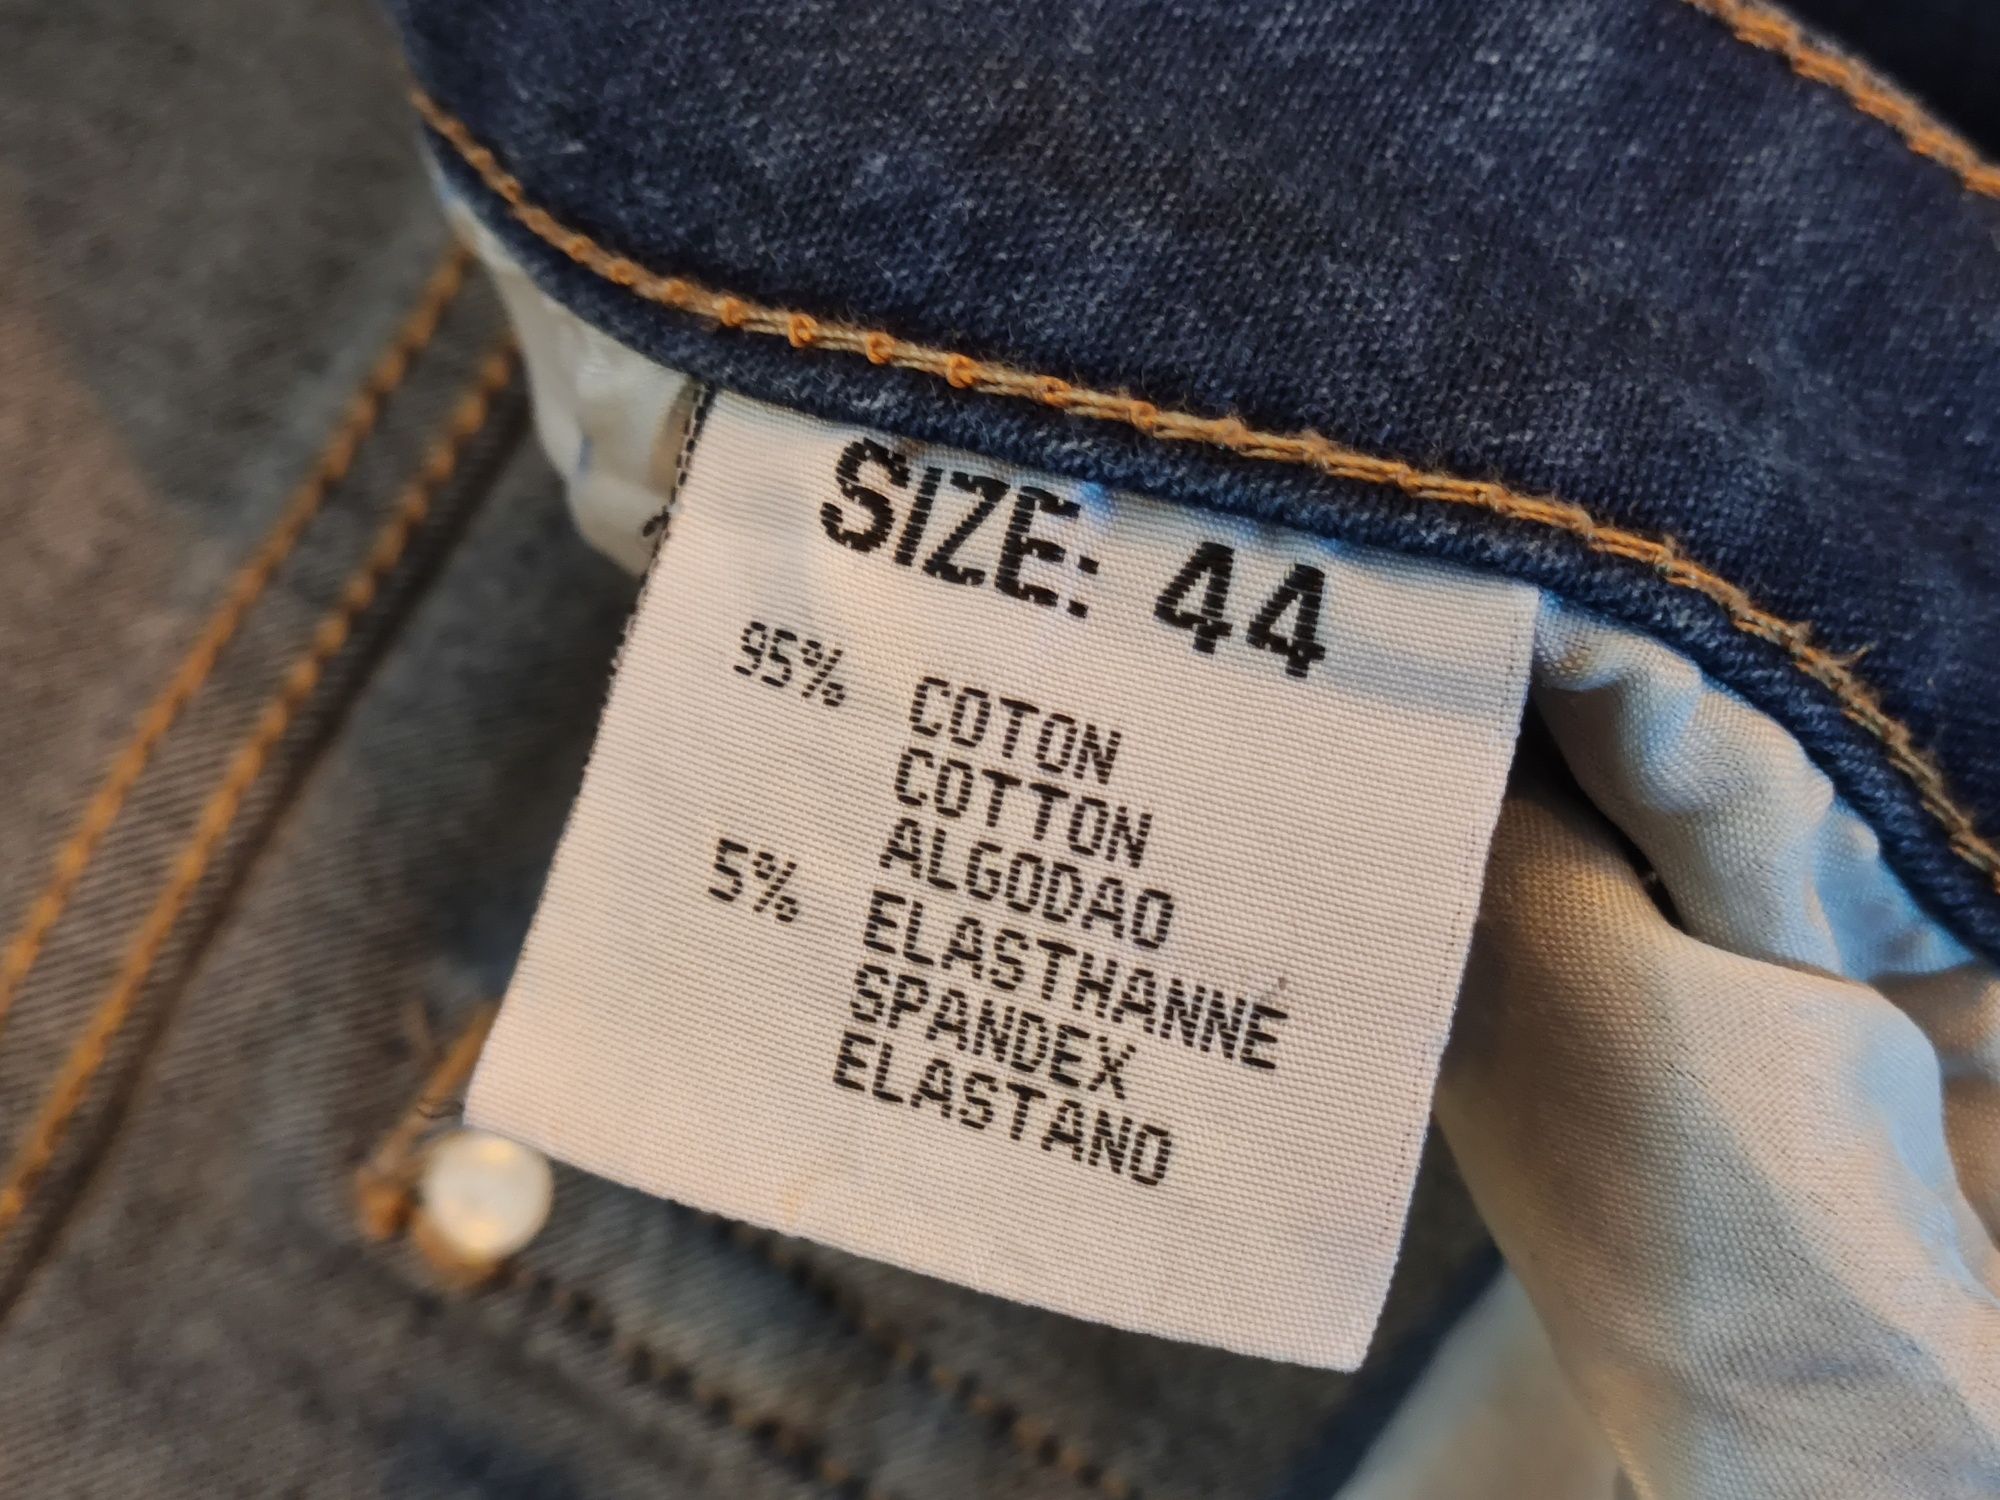 SIZE: 44
95% COTON
COTTON
ALGODAO
5% ELASTHANNE
SPANDEX
ELASTANO